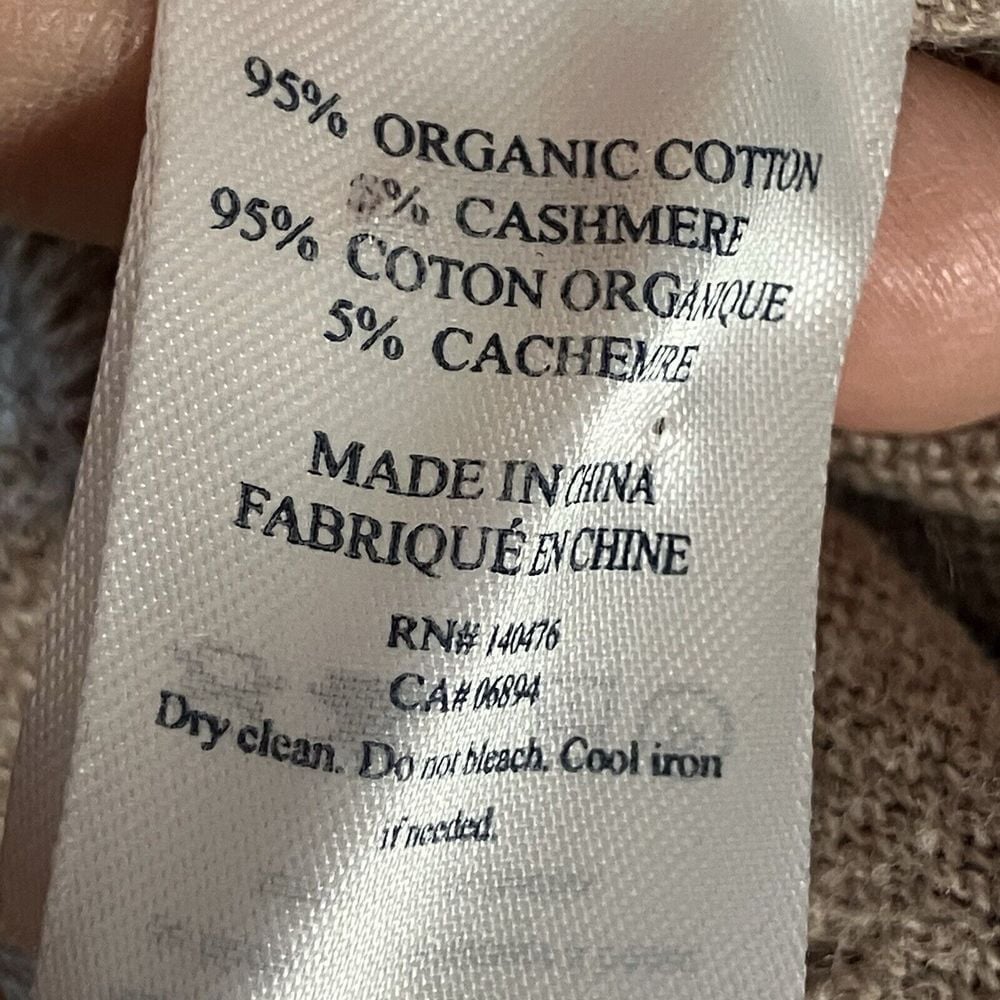 95% ORGANIC COTTON
5% CASHMERE
95% COTON ORGANIQUE
5% CACHEMIRE
MADE IN CHINA
FABRIQUÉ EN CHINE
RN# 140476
CA# 06894
Dry clean. Do not bleach. Cool iron
if needed.